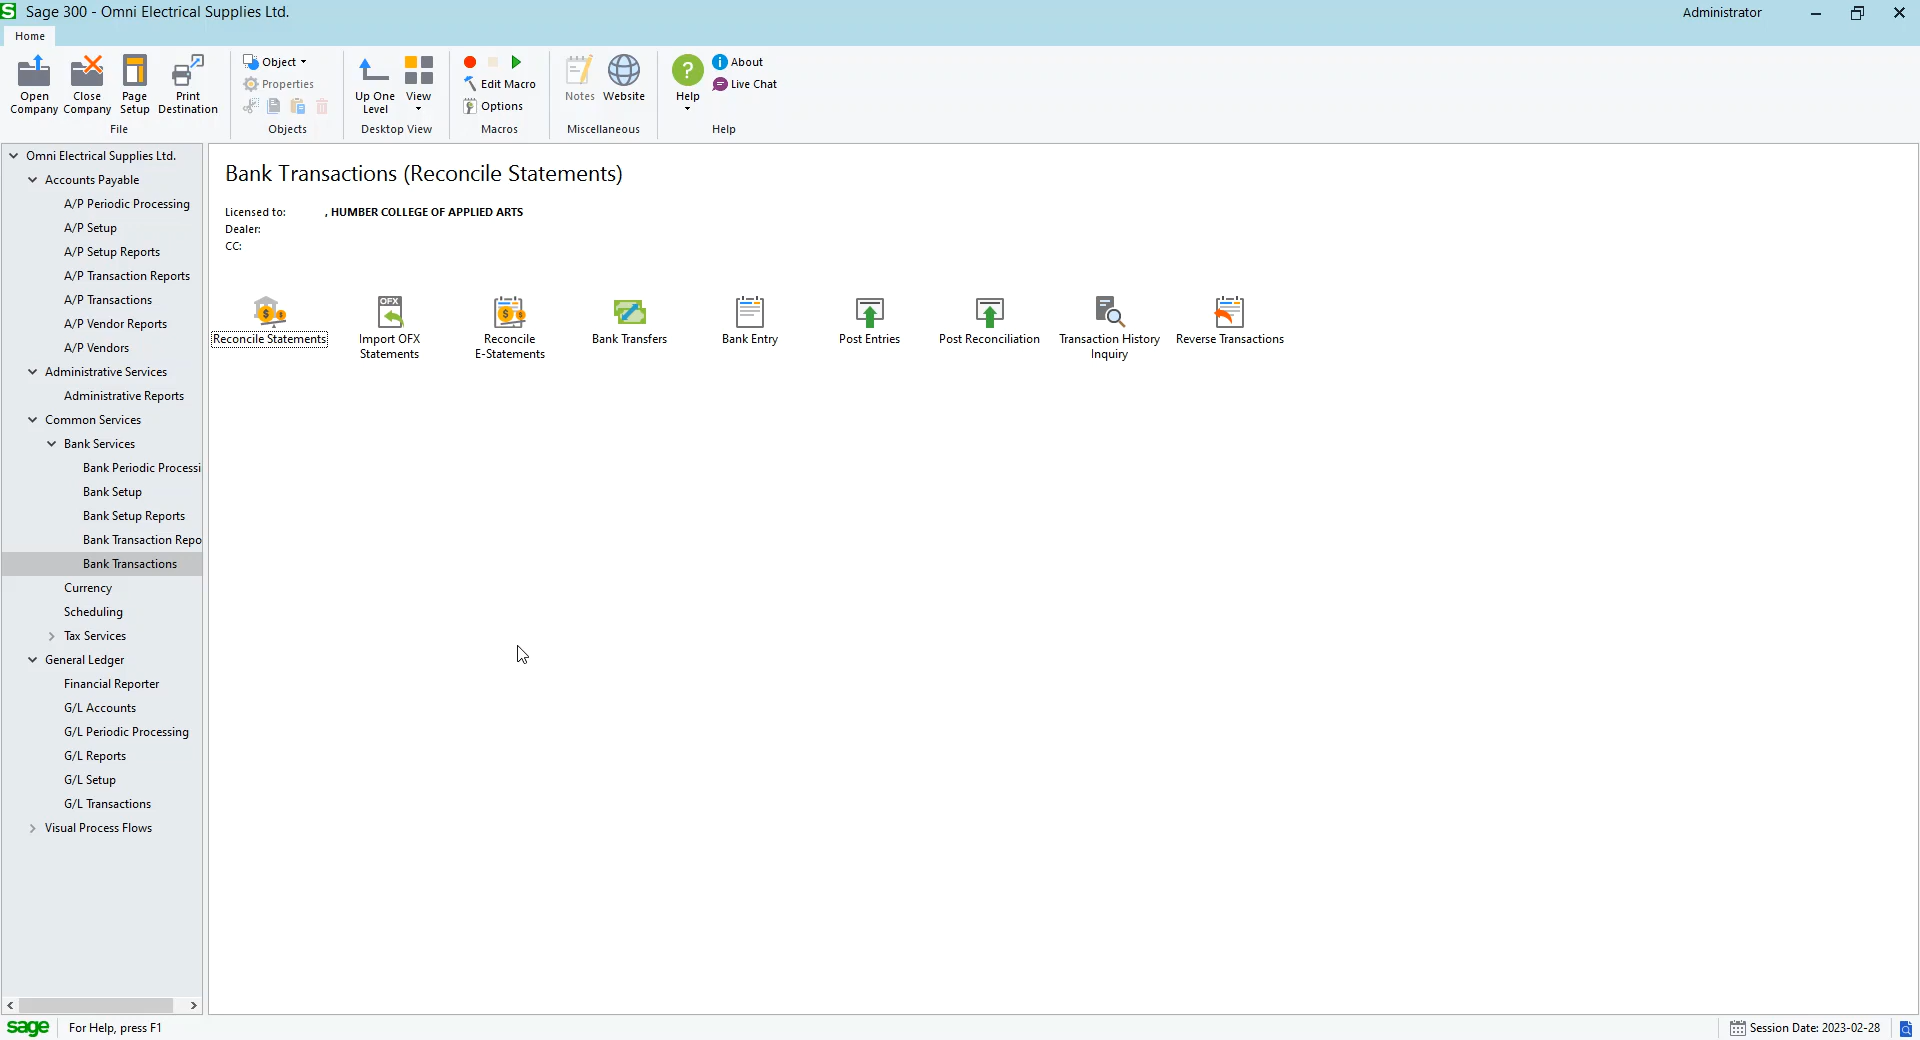 Sage 300 - Omni Electrical Supplies Ltd.
Administrator
Home
Open Company
Close Company
Page Setup
Print Destination
File
Object
Properties
Objects
Up One Level
View
Desktop View
Edit Macro
Options
Macros
Notes
Website
Miscellaneous
Help
About
Live Chat
Help
Omni Electrical Supplies Ltd.
Accounts Payable
A/P Periodic Processing
A/P Setup
A/P Setup Reports
A/P Transaction Reports
A/P Transactions
A/P Vendor Reports
A/P Vendors
Administrative Services
Administrative Reports
Common Services
Bank Services
Bank Periodic Processi
Bank Setup
Bank Setup Reports
Bank Transaction Repo
Bank Transactions
Currency
Scheduling
Tax Services
General Ledger
Financial Reporter
G/L Accounts
G/L Periodic Processing
G/L Reports
G/L Setup
G/L Transactions
Visual Process Flows
Bank Transactions (Reconcile Statements)
Licensed to: , HUMBER COLLEGE OF APPLIED ARTS
Dealer:
CC:
Reconcile Statements
OFX
Import OFX
Statements
Reconcile
E-Statements
Bank Transfers
Bank Entry
Post Entries
Post Reconciliation
Transaction History
Inquiry
Reverse Transactions
sage
For Help, press F1
Session Date: 2023-02-28